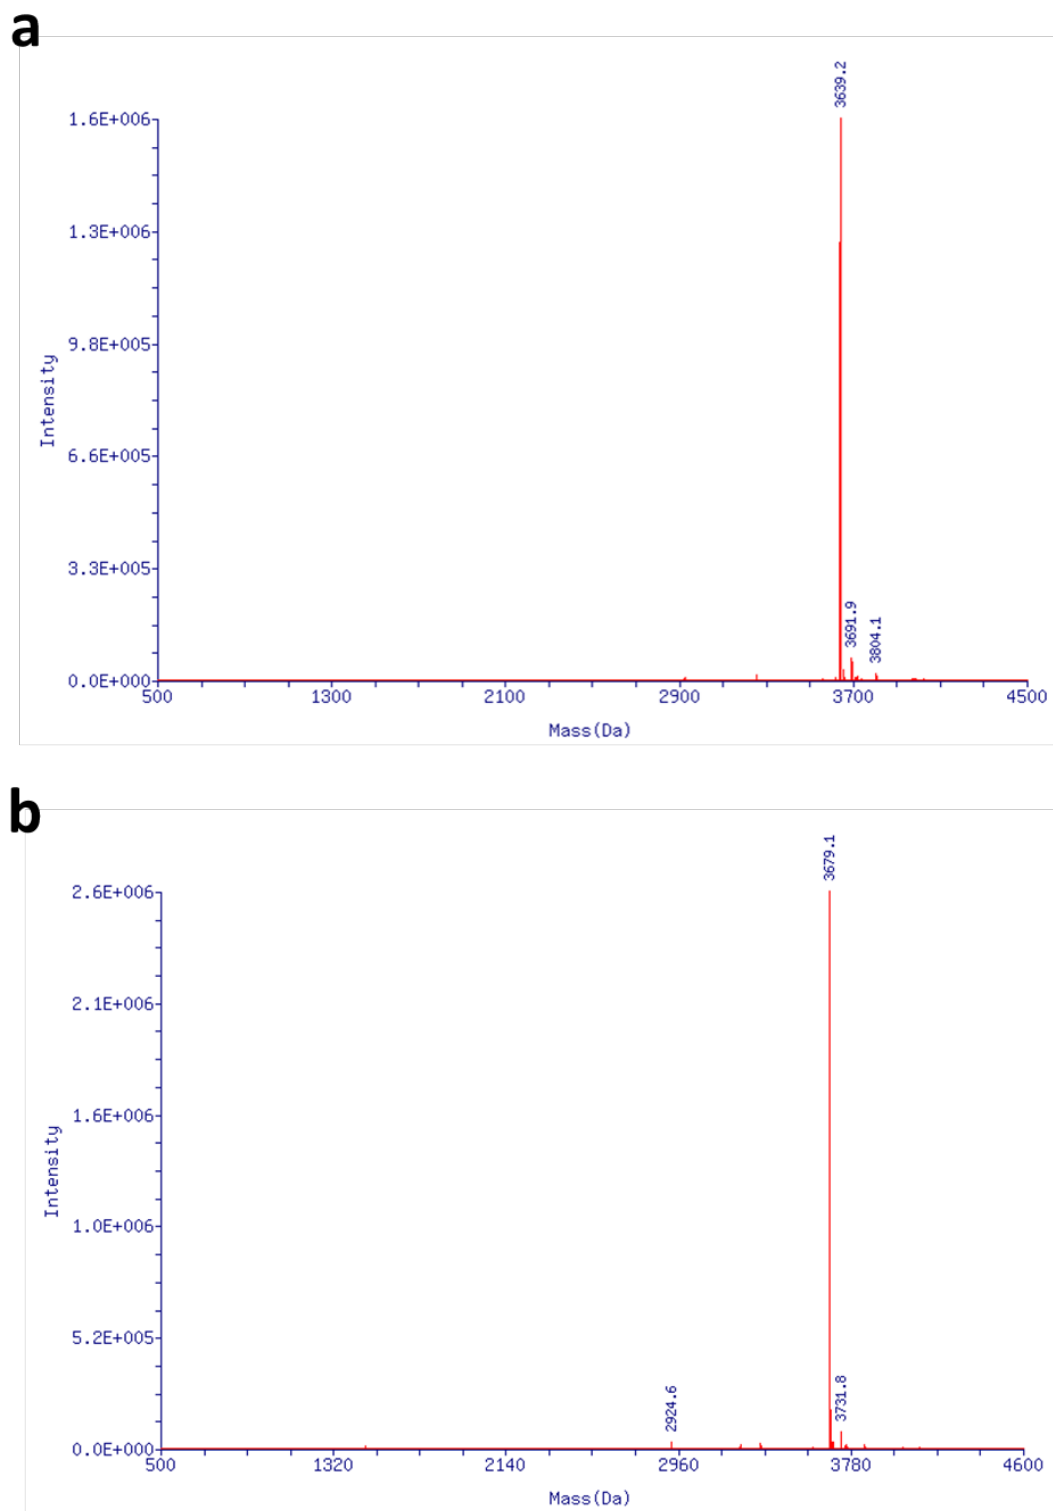 a
3639.2
1.6E+006
1.3E+006
9.8E+005
6.6E+005
3.3E+005
0.0E+000
3691.9
3804.1
Intensity
500 1300 2100 2900 3700 4500
Mass(Da)
b
3679.1
2.6E+006
2.1E+006
1.6E+006
1.0E+006
5.2E+005
0.0E+000
2924.6
3731.8
Intensity
500 1320 2140 2960 3780 4600
Mass(Da)